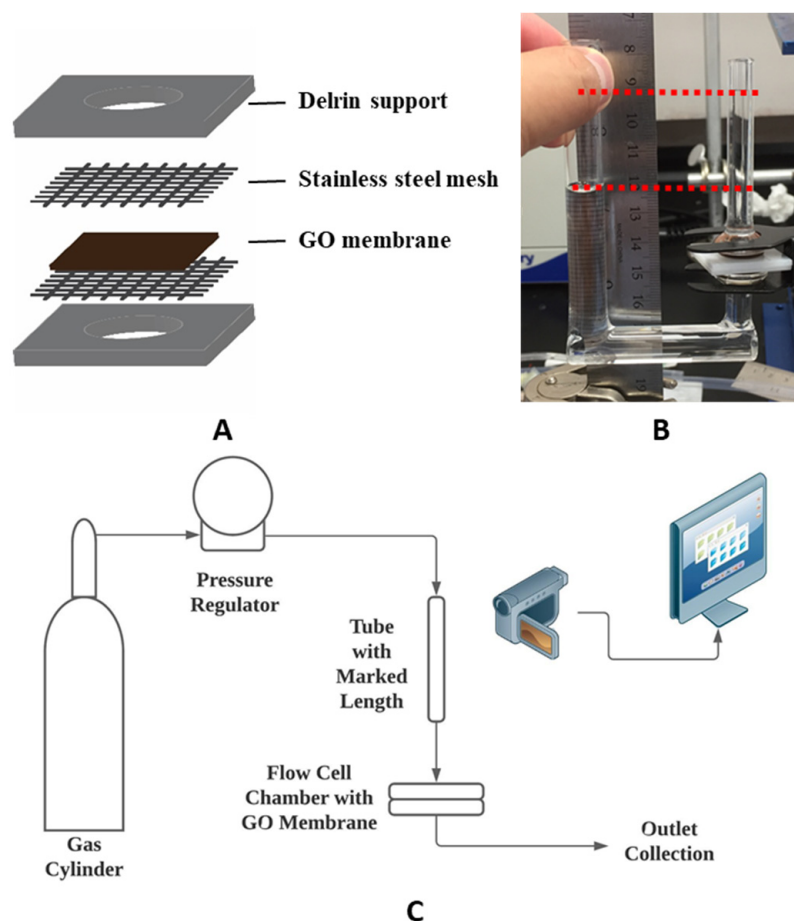 Delrin support
Stainless steel mesh
GO membrane
A
7
8
9
10
11
13
14
15
16
19
B
Pressure
Regulator
Tube
with
Marked
Length
Flow Cell
Chamber with
GO Membrane
Gas
Cylinder
Outlet
Collection
C